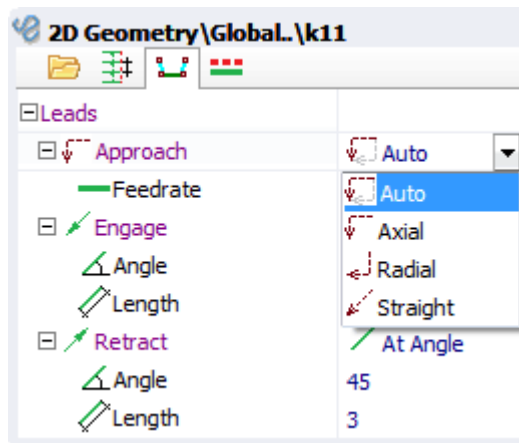 2D Geometry\Global..\k11
Leads
Approach Auto
Feedrate Auto
Engage Axial
Angle Radial
Length Straight
Retract At Angle
Angle 45
Length 3